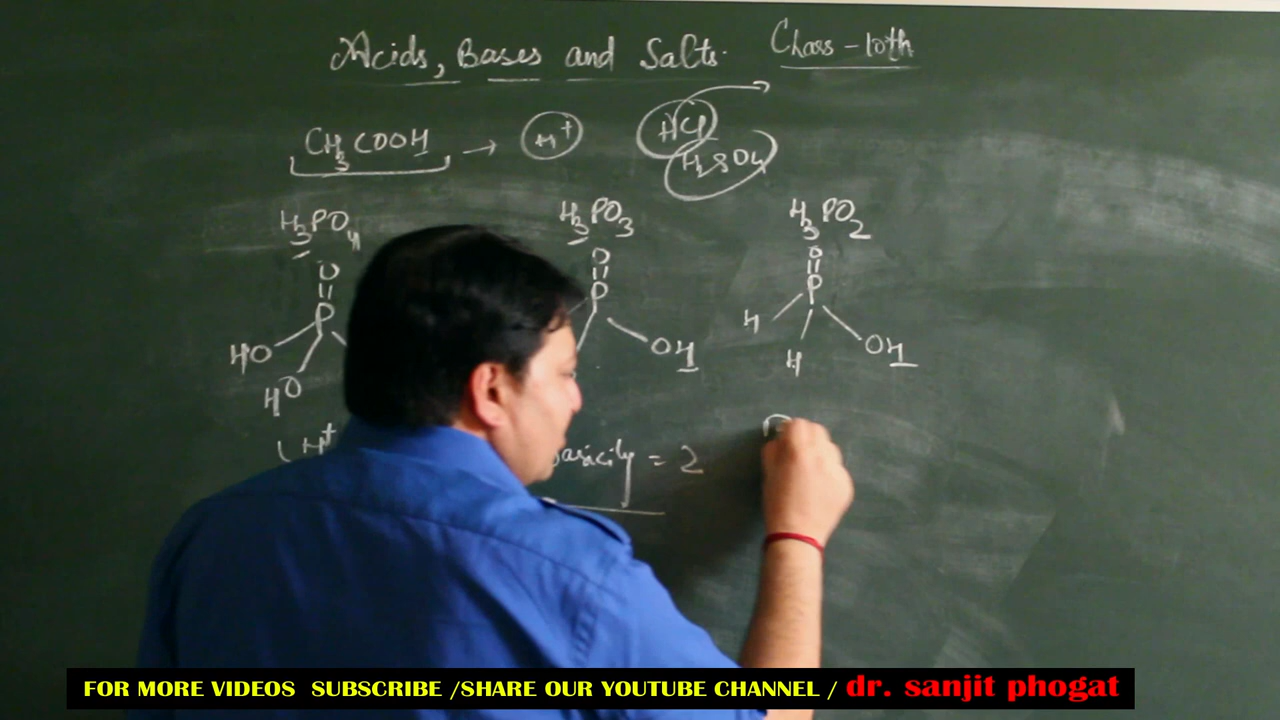 Acids, Bases and Salts. Class - 10th
CH₃COOH → H⁺ HCl
H₂SO₄
H₃PO₄ H₃PO₃ H₃PO₂
O O O
P P P
HO OH H OH
HO H
(H⁺ basicity = 2
FOR MORE VIDEOS SUBSCRIBE /SHARE OUR YOUTUBE CHANNEL / dr. sanjit phogat